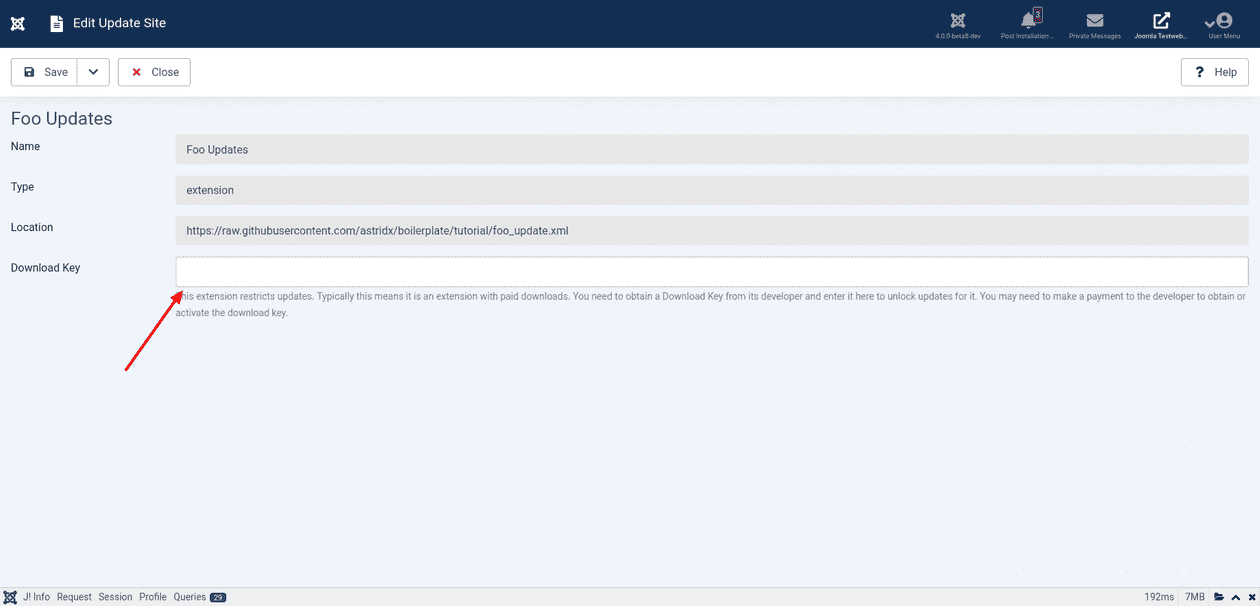 Edit Update Site
3
4.0.0-beta8-dev
Post Installation...
Private Messages
Joomla Testweb...
User Menu
Save
Close
? Help
Foo Updates
Name
Foo Updates
Type
extension
Location
https://raw.githubusercontent.com/astridx/boilerplate/tutorial/foo_update.xml
Download Key
his extension restricts updates. Typically this means it is an extension with paid downloads. You need to obtain a Download Key from its developer and enter it here to unlock updates for it. You may need to make a payment to the developer to obtain or
activate the download key.
J! Info Request Session Profile Queries 29
192ms 7MB